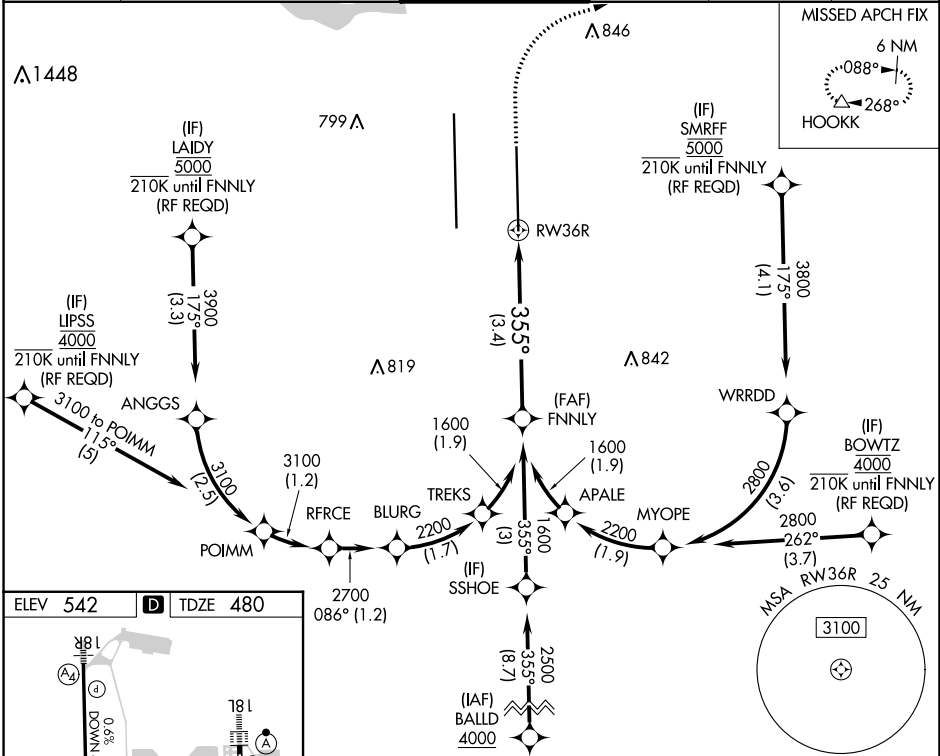 MISSED APCH FIX
6 NM
088°
268°
HOOKK
846
1448
799
(IF)
LAIDY
5000
210K until FNNLY
(RF REQD)
(IF)
SMRFF
5000
210K until FNNLY
(RF REQD)
RW36R
3900
175°
(3.3)
3800
175°
(4.1)
355°
(3.4)
(IF)
LIPSS
4000
210K until FNNLY
(RF REQD)
819
842
ANGGS
3100 to POIMM
115°
(5)
(FAF)
FNNLY
WRRDD
(IF)
BOWTZ
4000
210K until FNNLY
(RF REQD)
3100
(2.5)
3100
(1.2)
1600
(1.9)
1600
(1.9)
2800
(3.6)
POIMM
RFRCE
BLURG
TREKS
APALE
MYOPE
2200
(1.7)
1600
355°
(3)
2200
(1.9)
2800
262°
(3.7)
2700
086° (1.2)
(IF)
SSHOE
2500
355°
(8.7)
(IAF)
BALLD
4000
MSA RW36R 25 NM
3100
ELEV 542
D
TDZE 480
18R
A4
P
0.6%
DOWN
18L
A